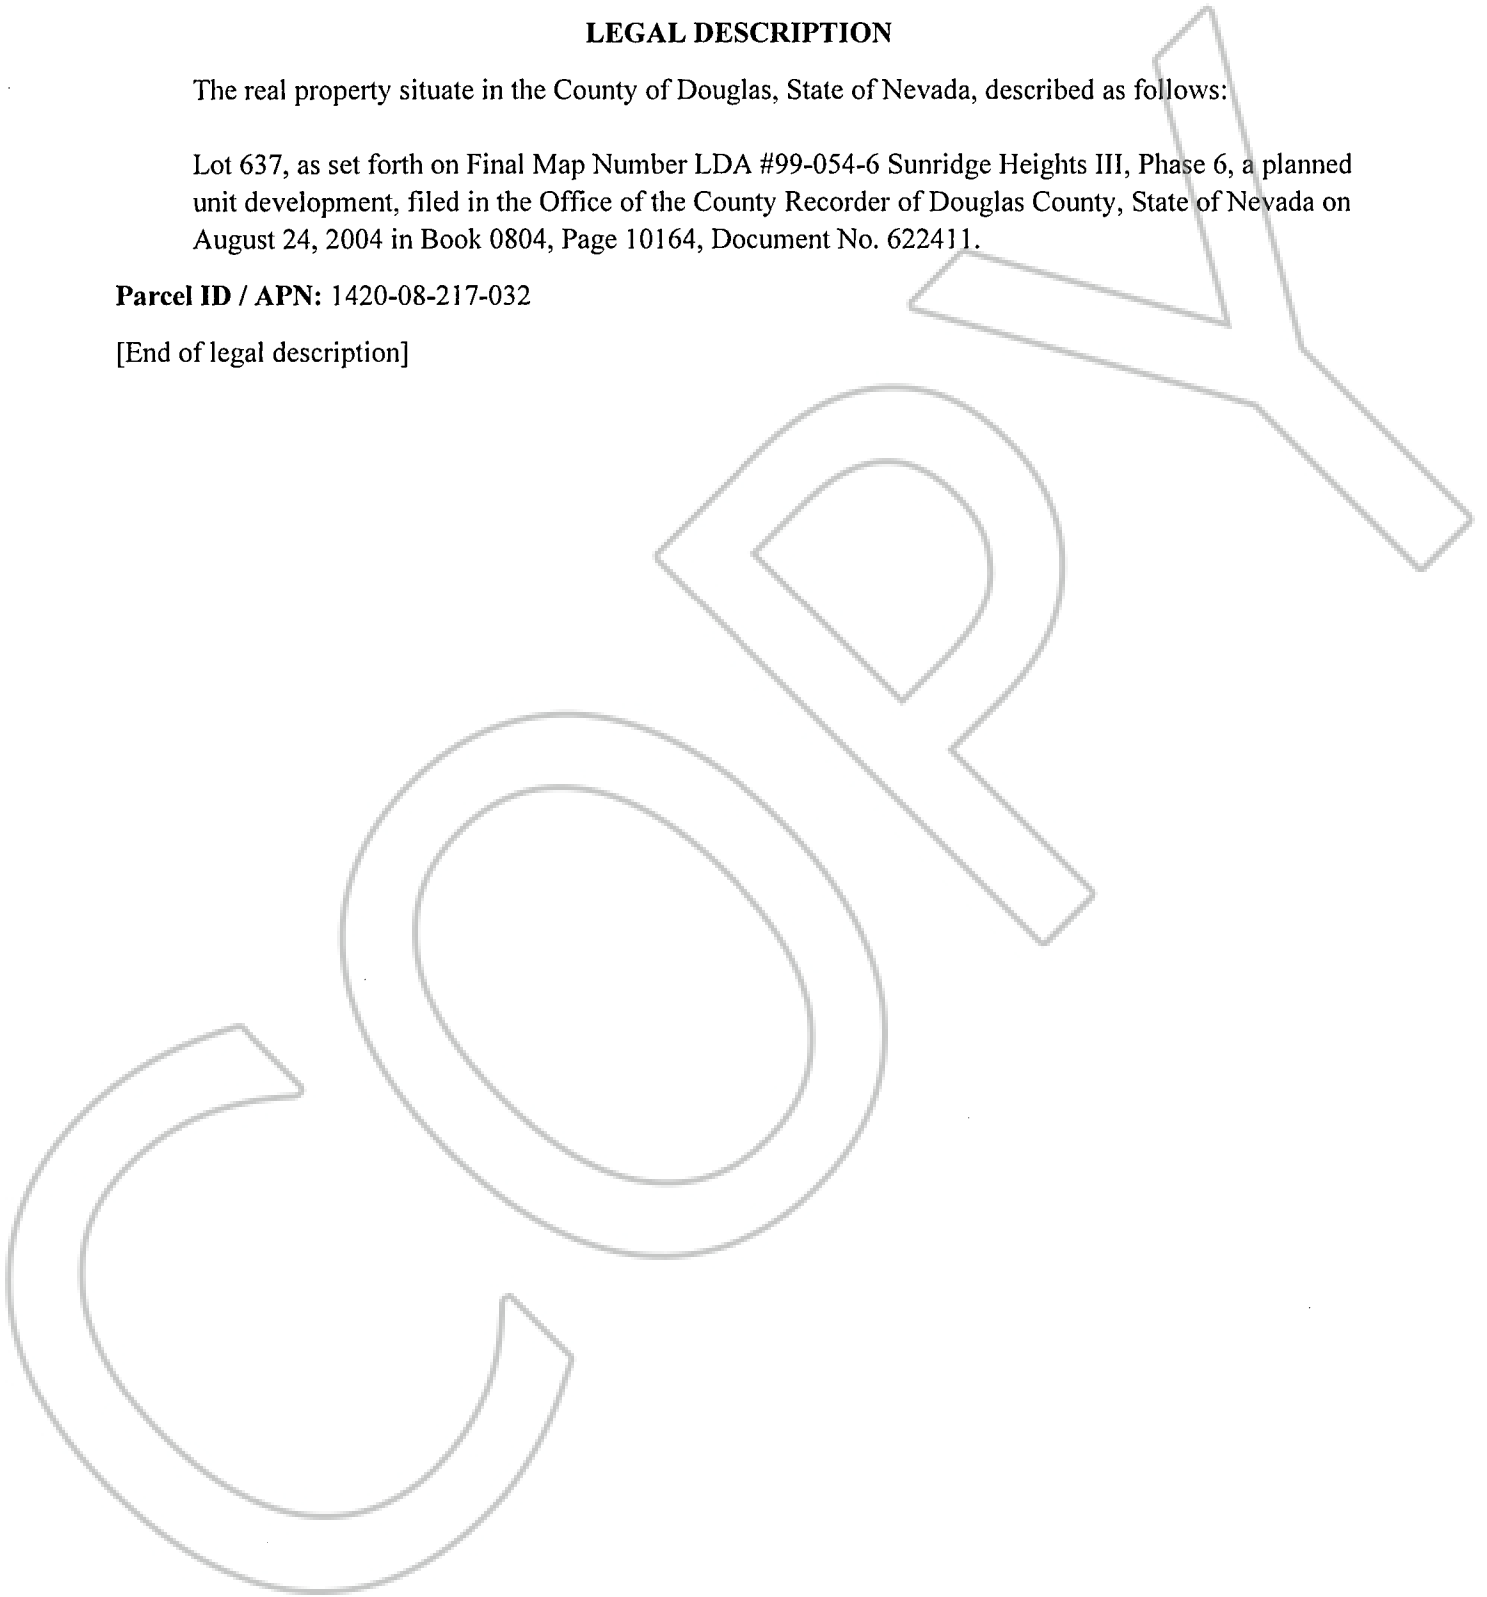 LEGAL DESCRIPTION
The real property situate in the County of Douglas, State of Nevada, described as follows:
Lot 637, as set forth on Final Map Number LDA #99-054-6 Sunridge Heights III, Phase 6, a planned
unit development, filed in the Office of the County Recorder of Douglas County, State of Nevada on
August 24, 2004 in Book 0804, Page 10164, Document No. 622411.
Parcel ID / APN: 1420-08-217-032
[End of legal description]
COPY